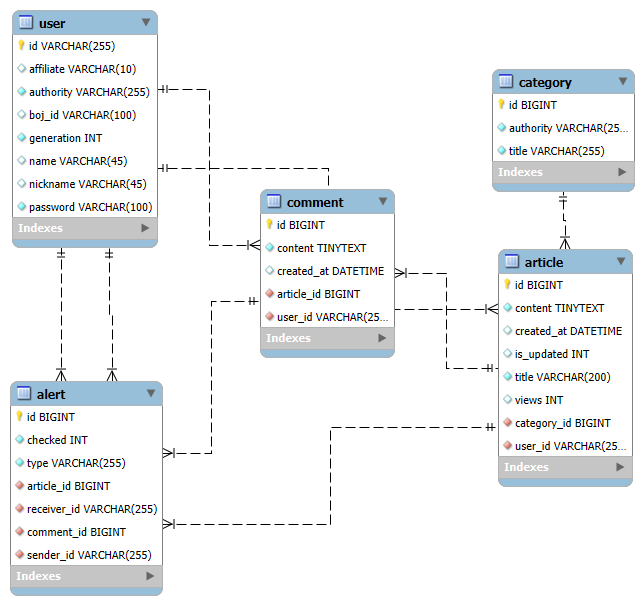 user
id VARCHAR(255)
affiliate VARCHAR(10)
authority VARCHAR(255)
boj_id VARCHAR(100)
generation INT
name VARCHAR(45)
nickname VARCHAR(45)
password VARCHAR(100)
Indexes
category
id BIGINT
authority VARCHAR(25...
title VARCHAR(255)
Indexes
comment
id BIGINT
content TINYTEXT
created_at DATETIME
article_id BIGINT
user_id VARCHAR(25...
Indexes
article
id BIGINT
content TINYTEXT
created_at DATETIME
is_updated INT
title VARCHAR(200)
views INT
category_id BIGINT
user_id VARCHAR(25...
Indexes
alert
id BIGINT
checked INT
type VARCHAR(255)
article_id BIGINT
receiver_id VARCHAR(255)
comment_id BIGINT
sender_id VARCHAR(255)
Indexes